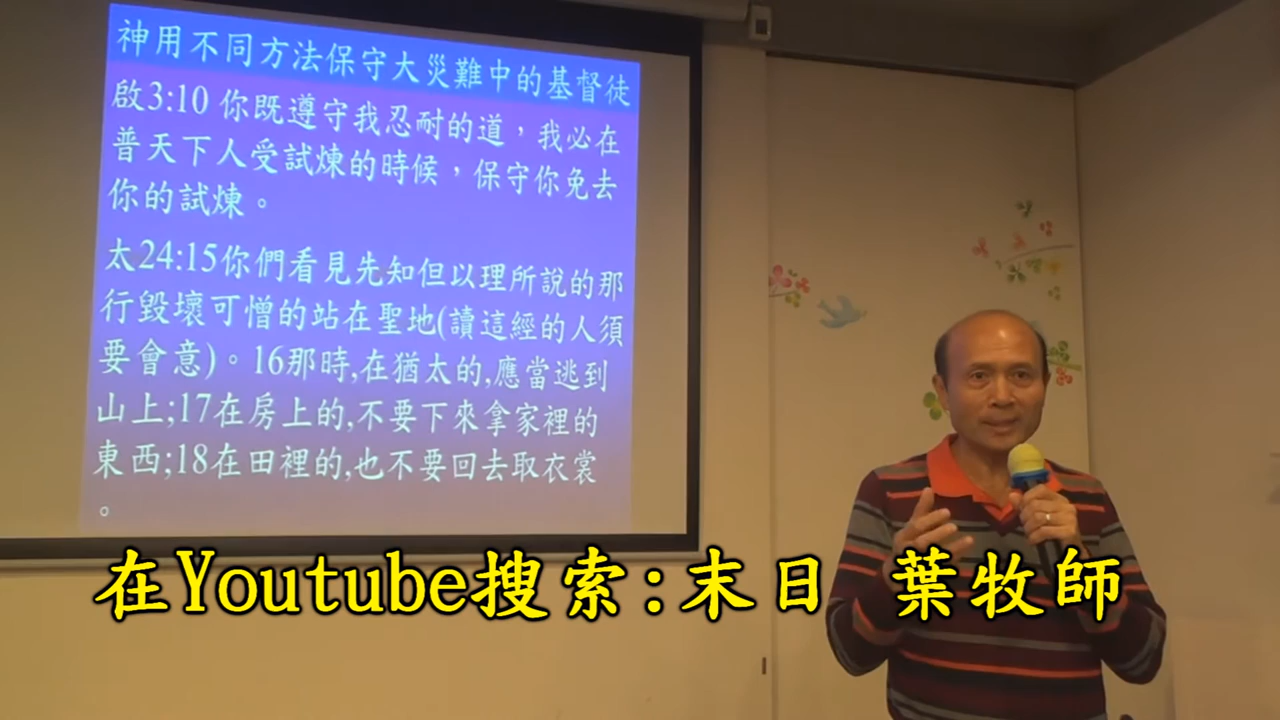 神用不同方法保守大災難中的基督徒
啟3:10 你既遵守我忍耐的道，我必在
普天下人受試煉的時候，保守你免去
你的試煉。
太24:15你們看見先知但以理所說的那
行毀壞可憎的站在聖地(讀這經的人須
要會意)。16那時,在猶太的,應當逃到
山上;17在房上的,不要下來拿家裡的
東西;18在田裡的,也不要回去取衣裳
。
在Youtube搜索:末日 葉牧師